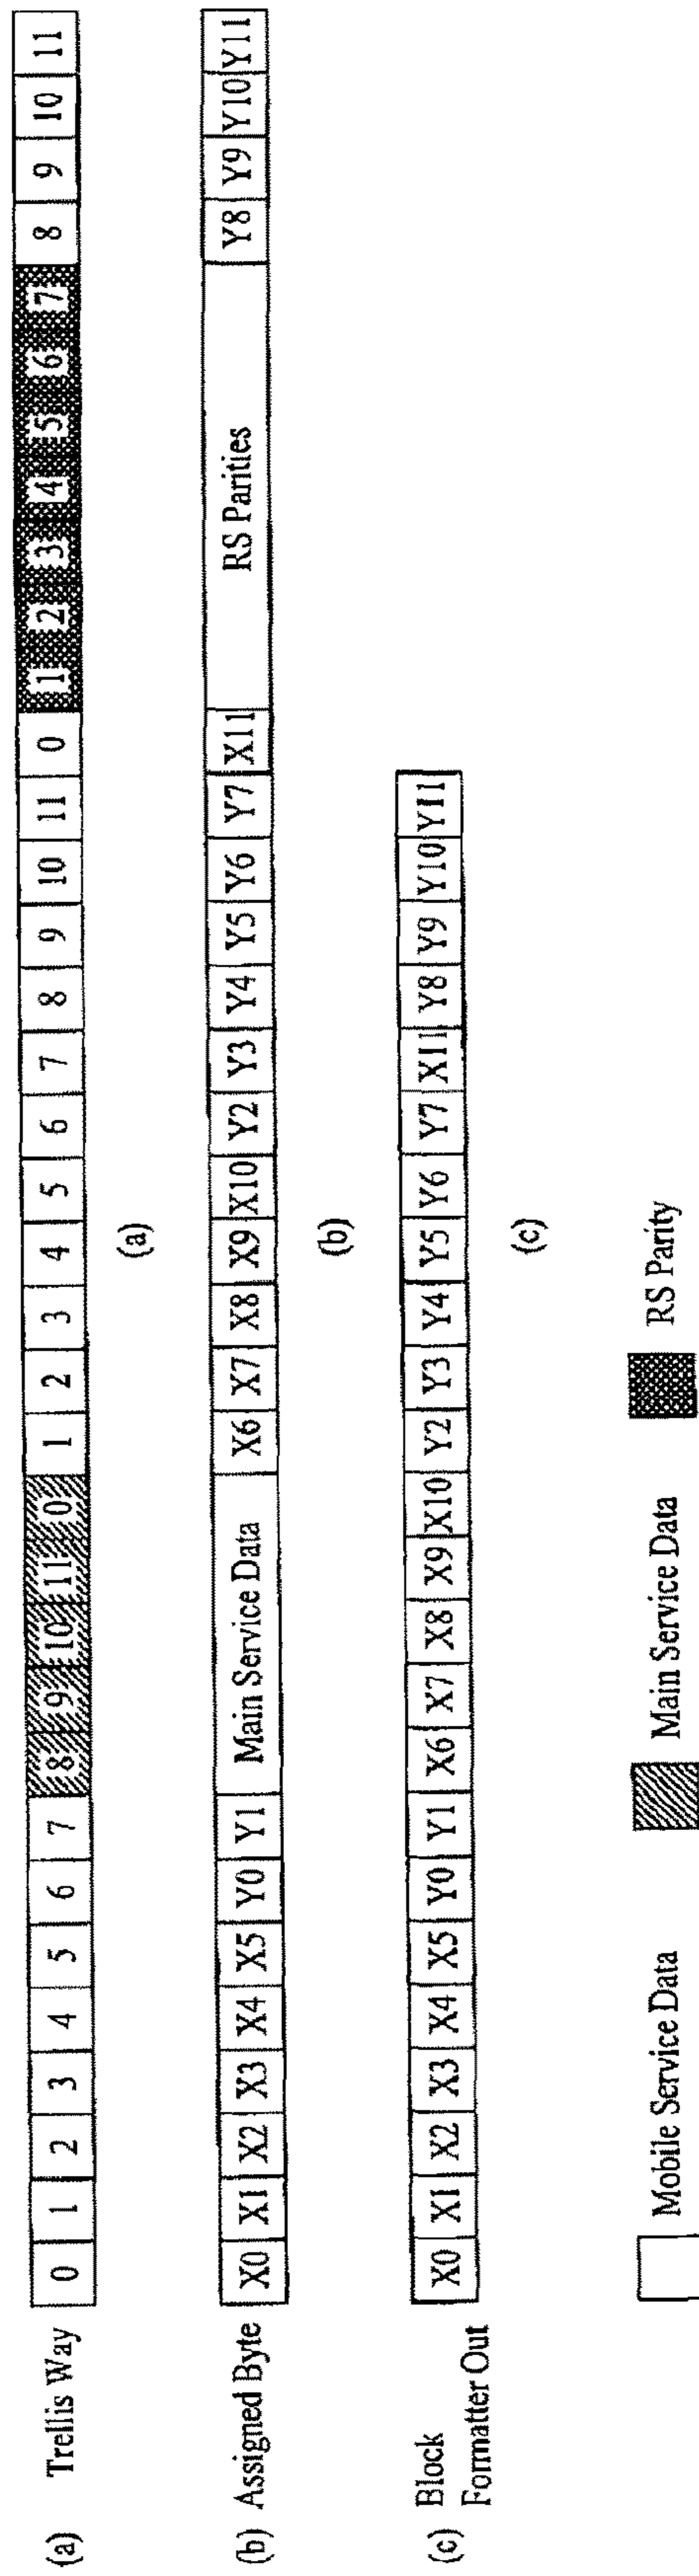 (a) Trellis Way 0 1 2 3 4 5 6 7 8 9 10 11 0 1 2 3 4 5 6 7 8 9 10 11 0 1 2 3 4 5 6 7 8 9 10 11
(a)
(b) Assigned Byte X0 X1 X2 X3 X4 X5 Y0 Y1 Main Service Data X6 X7 X8 X9 X10 Y2 Y3 Y4 Y5 Y6 Y7 X11 RS Parities Y8 Y9 Y10 Y11
(b)
(c) Block
Formatter Out X0 X1 X2 X3 X4 X5 Y0 Y1 X6 X7 X8 X9 X10 Y2 Y3 Y4 Y5 Y6 Y7 X11 Y8 Y9 Y10 Y11
(c)
Mobile Service Data Main Service Data RS Parity